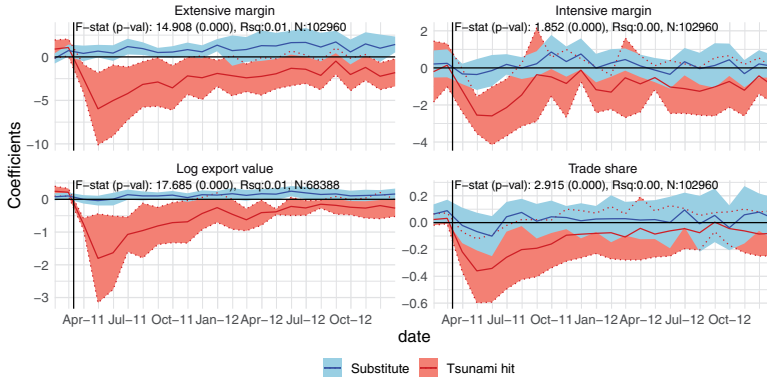 Extensive margin
F−stat (p−val): 14.908 (0.000), Rsq:0.01, N:102960
0
−5
−10
Intensive margin
F−stat (p−val): 1.852 (0.000), Rsq:0.00, N:102960
2
0
−2
−4
Coefficients
Log export value
F−stat (p−val): 17.685 (0.000), Rsq:0.01, N:68388
0
−1
−2
−3
Trade share
F−stat (p−val): 2.915 (0.000), Rsq:0.00, N:102960
0.2
0.0
−0.2
−0.4
−0.6
Apr−11 Jul−11 Oct−11 Jan−12 Apr−12 Jul−12 Oct−12
Apr−11 Jul−11 Oct−11 Jan−12 Apr−12 Jul−12 Oct−12
date
Substitute Tsunami hit